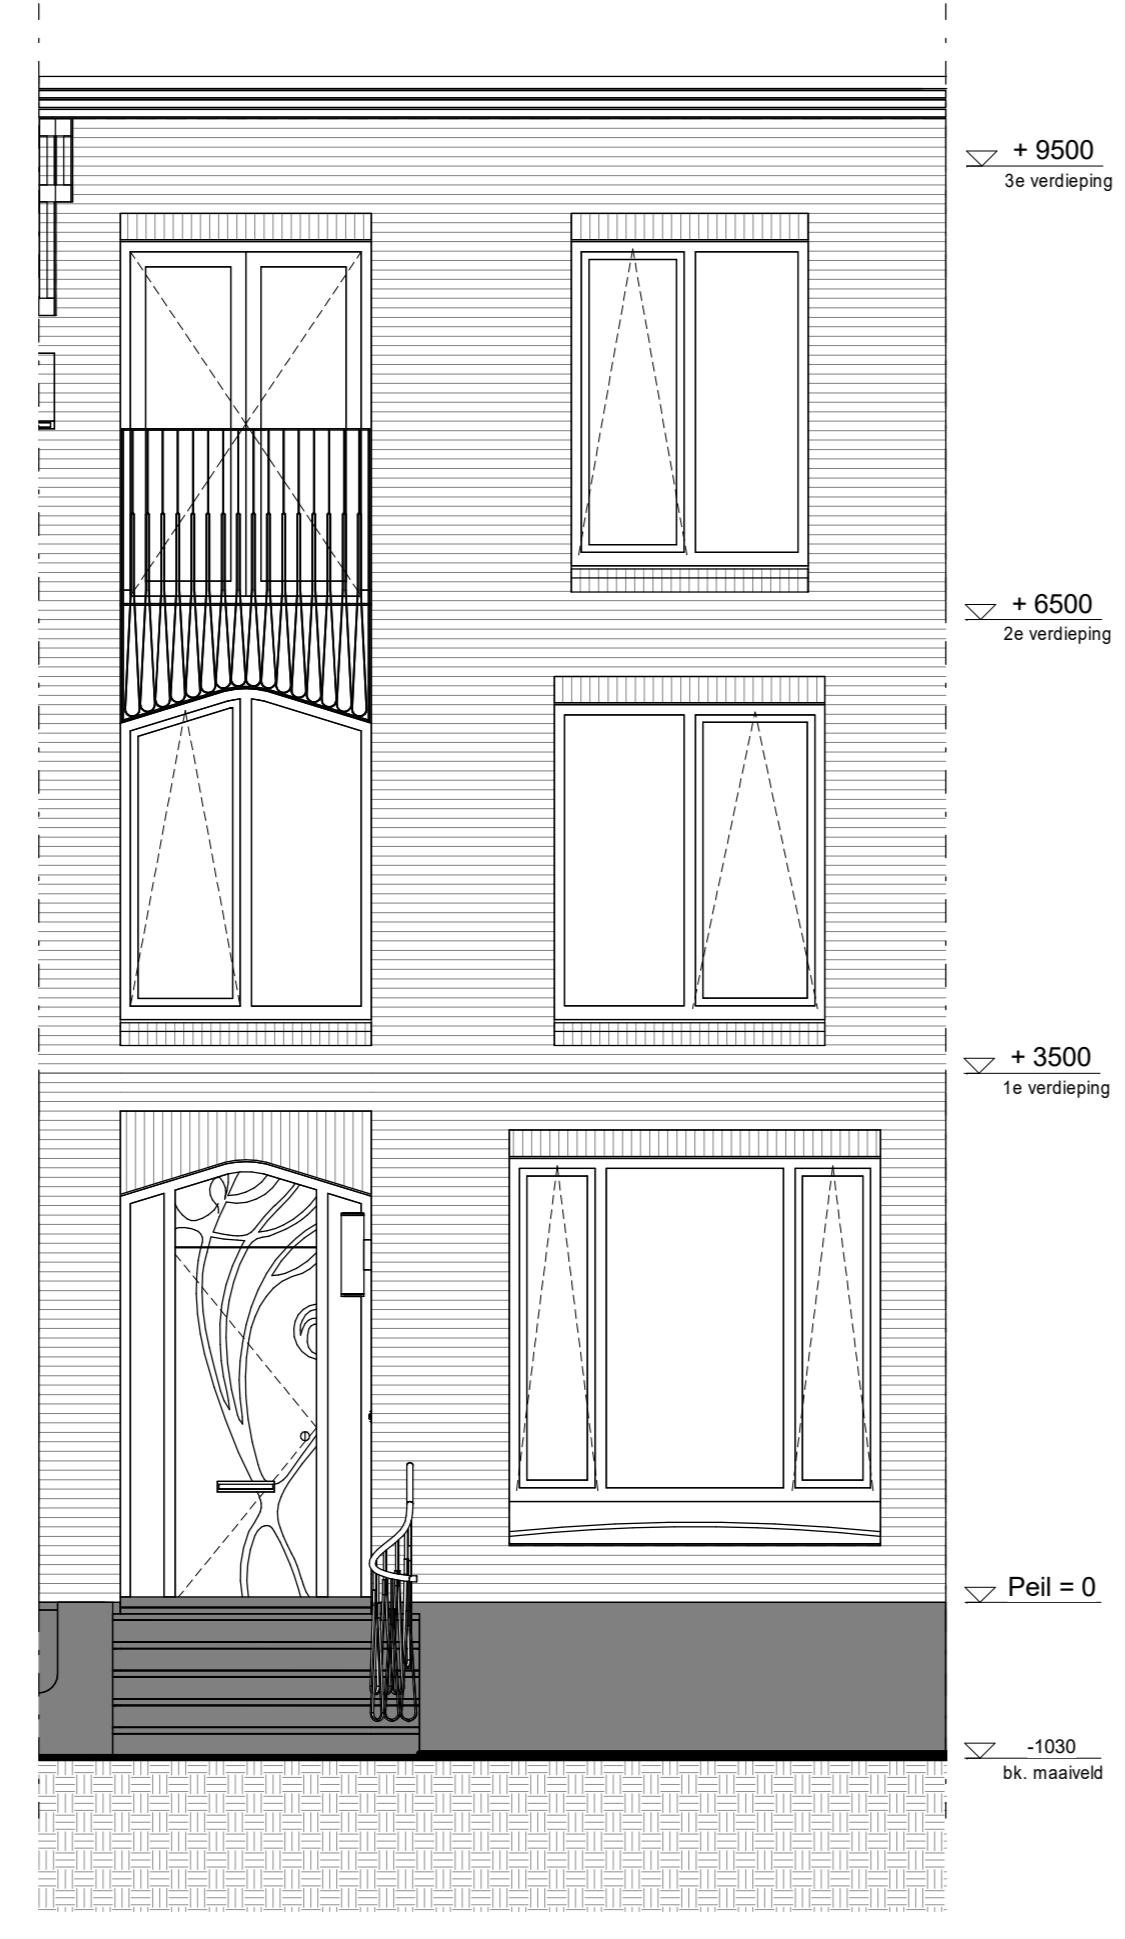 + 9500
3e verdieping
+ 6500
2e verdieping
+ 3500
1e verdieping
Peil = 0
-1030
bk. maaiveld